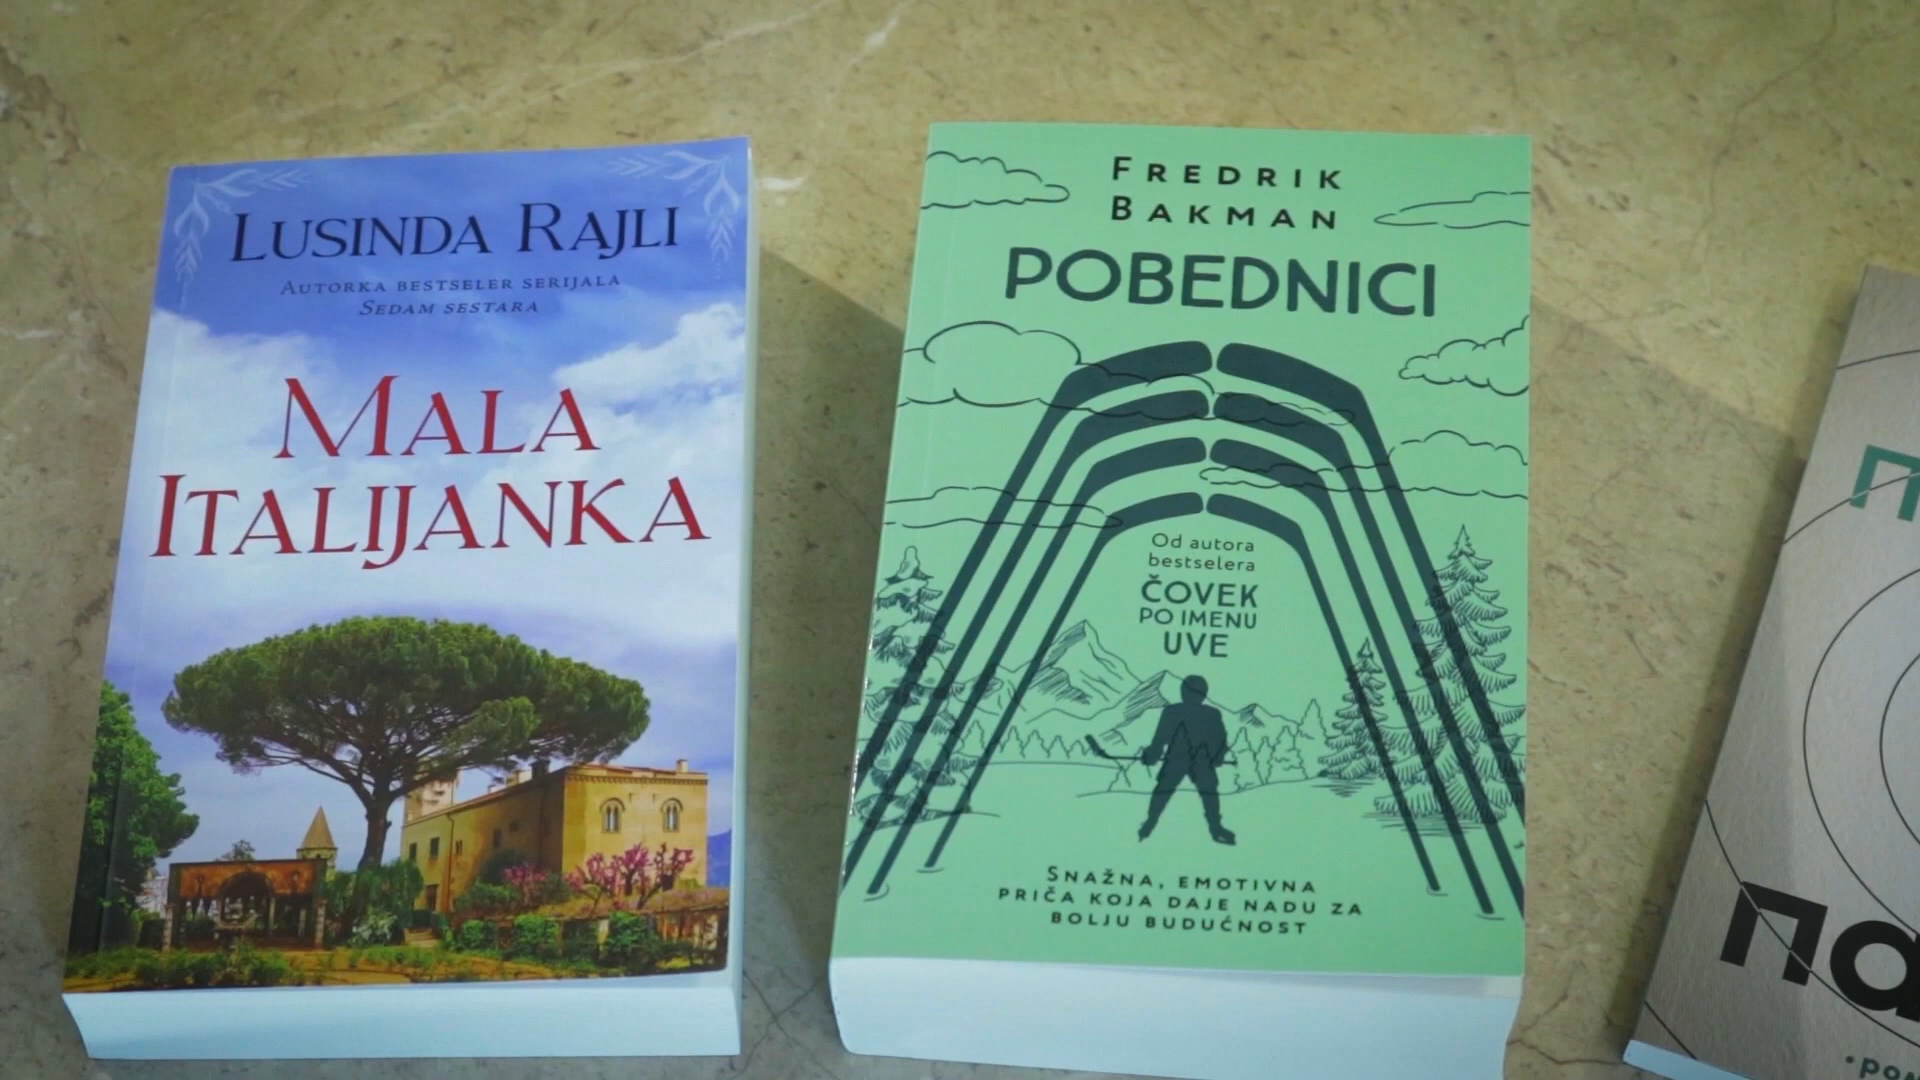 LUSINDA RAJLI
AUTORKA BESTSELER SERIJALA
SEDAM SESTARA
MALA
ITALIJANKA
FREDRIK
BAKMAN
POBEDNICI
Od autora
bestselera
ČOVEK
PO IMENU
UVE
SNAŽNA, EMOTIVNA
PRIČA KOJA DAJE NADU ZA
BOLJU BUDUĆNOST